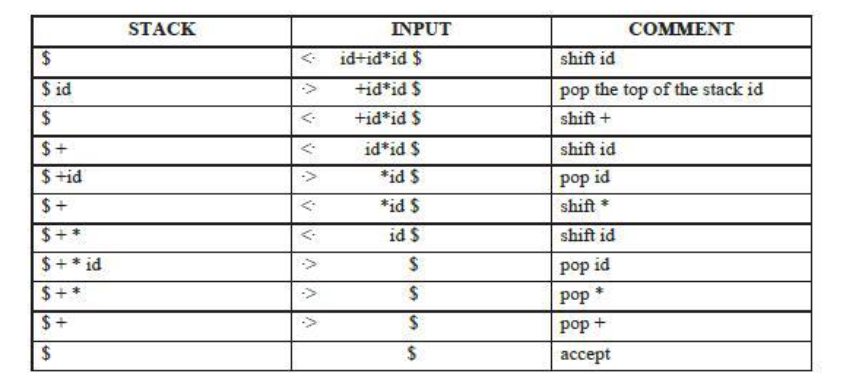 STACK INPUT COMMENT
$ <· id+id*id $ shift id
$ id ·> +id*id $ pop the top of the stack id
$ <· +id*id $ shift +
$ + <· id*id $ shift id
$ +id ·> *id $ pop id
$ + <· *id $ shift *
$ + * <· id $ shift id
$ + * id ·> $ pop id
$ + * ·> $ pop *
$ + ·> $ pop +
$ $ accept